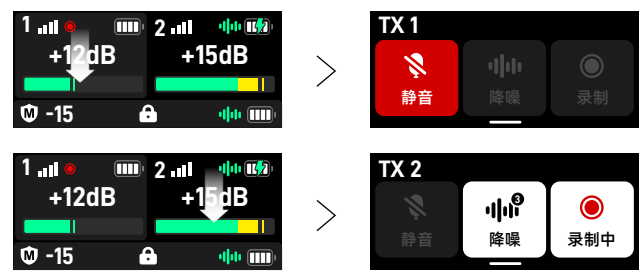 1 2
+12dB +15dB
M -15
TX 1
静音 降噪 录制
1 2
+12dB +15dB
M -15
TX 2
3
静音 降噪 录制中